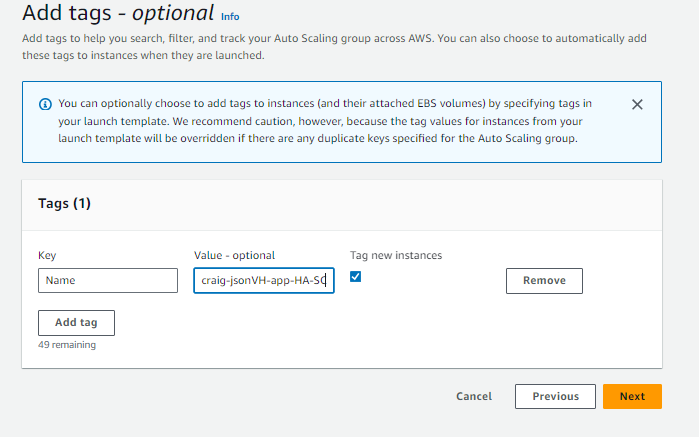 Add tags - optional Info
Add tags to help you search, filter, and track your Auto Scaling group across AWS. You can also choose to automatically add
these tags to instances when they are launched.
You can optionally choose to add tags to instances (and their attached EBS volumes) by specifying tags in
your launch template. We recommend caution, however, because the tag values for instances from your
launch template will be overridden if there are any duplicate keys specified for the Auto Scaling group.
Tags (1)
Key Value - optional Tag new instances
Name craig-jsonVH-app-HA-SC Remove
Add tag
49 remaining
Cancel Previous Next